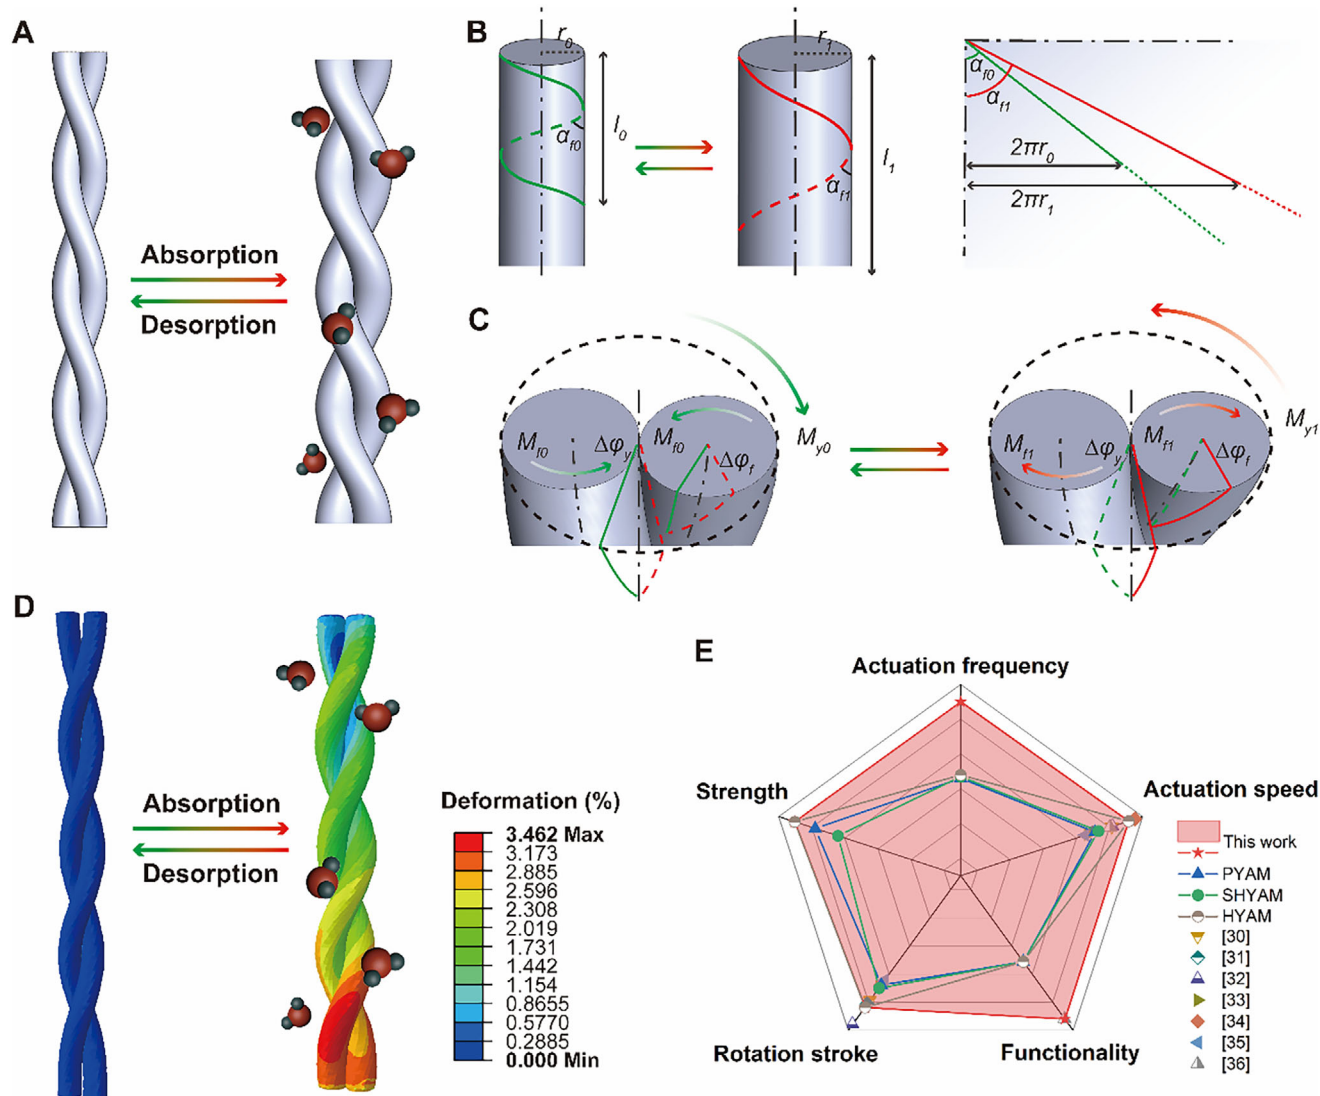 A
Absorption
Desorption
B
r0
l0
αf0
r1
l1
αf1
αf0
αf1
2πr0
2πr1
C
Mf0
Δφy
Mf0
Δφf
My0
Mf1
Δφy
Mf1
Δφf
My1
D
Absorption
Desorption
Deformation (%)
3.462 Max
3.173
2.885
2.596
2.308
2.019
1.731
1.442
1.154
0.8655
0.5770
0.2885
0.000 Min
E
Actuation frequency
Strength
Actuation speed
Rotation stroke
Functionality
This work
PYAM
SHYAM
HYAM
[30]
[31]
[32]
[33]
[34]
[35]
[36]